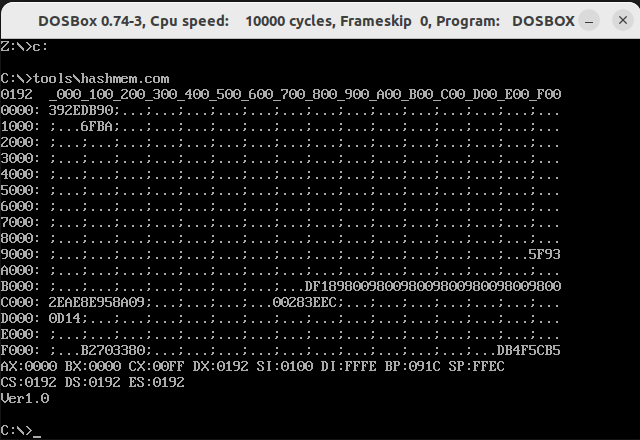 DOSBox 0.74-3, Cpu speed:    10000 cycles, Frameskip  0, Program:   DOSBOX
Z:\>c:
C:\>tools\hashmem.com
0192  _000_100_200_300_400_500_600_700_800_900_A00_B00_C00_D00_E00_F00
0000: 392EDB90;...;...;...;...;...;...;...;...;...;...;...;...;...;...
1000: ;...6FBA;...;...;...;...;...;...;...;...;...;...;...;...;...;...
2000: ;...;...;...;...;...;...;...;...;...;...;...;...;...;...;...;...
3000: ;...;...;...;...;...;...;...;...;...;...;...;...;...;...;...;...
4000: ;...;...;...;...;...;...;...;...;...;...;...;...;...;...;...;...
5000: ;...;...;...;...;...;...;...;...;...;...;...;...;...;...;...;...
6000: ;...;...;...;...;...;...;...;...;...;...;...;...;...;...;...;...
7000: ;...;...;...;...;...;...;...;...;...;...;...;...;...;...;...;...
8000: ;...;...;...;...;...;...;...;...;...;...;...;...;...;...;...;...
9000: ;...;...;...;...;...;...;...;...;...;...;...;...;...;...;...5F93
A000: ;...;...;...;...;...;...;...;...;...;...;...;...;...;...;...;...
B000: ;...;...;...;...;...;...;...;...DF189800980098009800980098009800
C000: 2EAE8E958A09;...;...;...;...00283EEC;...;...;...;...;...;...;...
D000: 0D14;...;...;...;...;...;...;...;...;...;...;...;...;...;...;...
E000: ;...;...;...;...;...;...;...;...;...;...;...;...;...;...;...;...
F000: ;...B2703380;...;...;...;...;...;...;...;...;...;...;...DB4F5CB5
AX:0000 BX:0000 CX:00FF DX:0192 SI:0100 DI:FFFE BP:091C SP:FFEC
CS:0192 DS:0192 ES:0192
Ver1.0
C:\>_